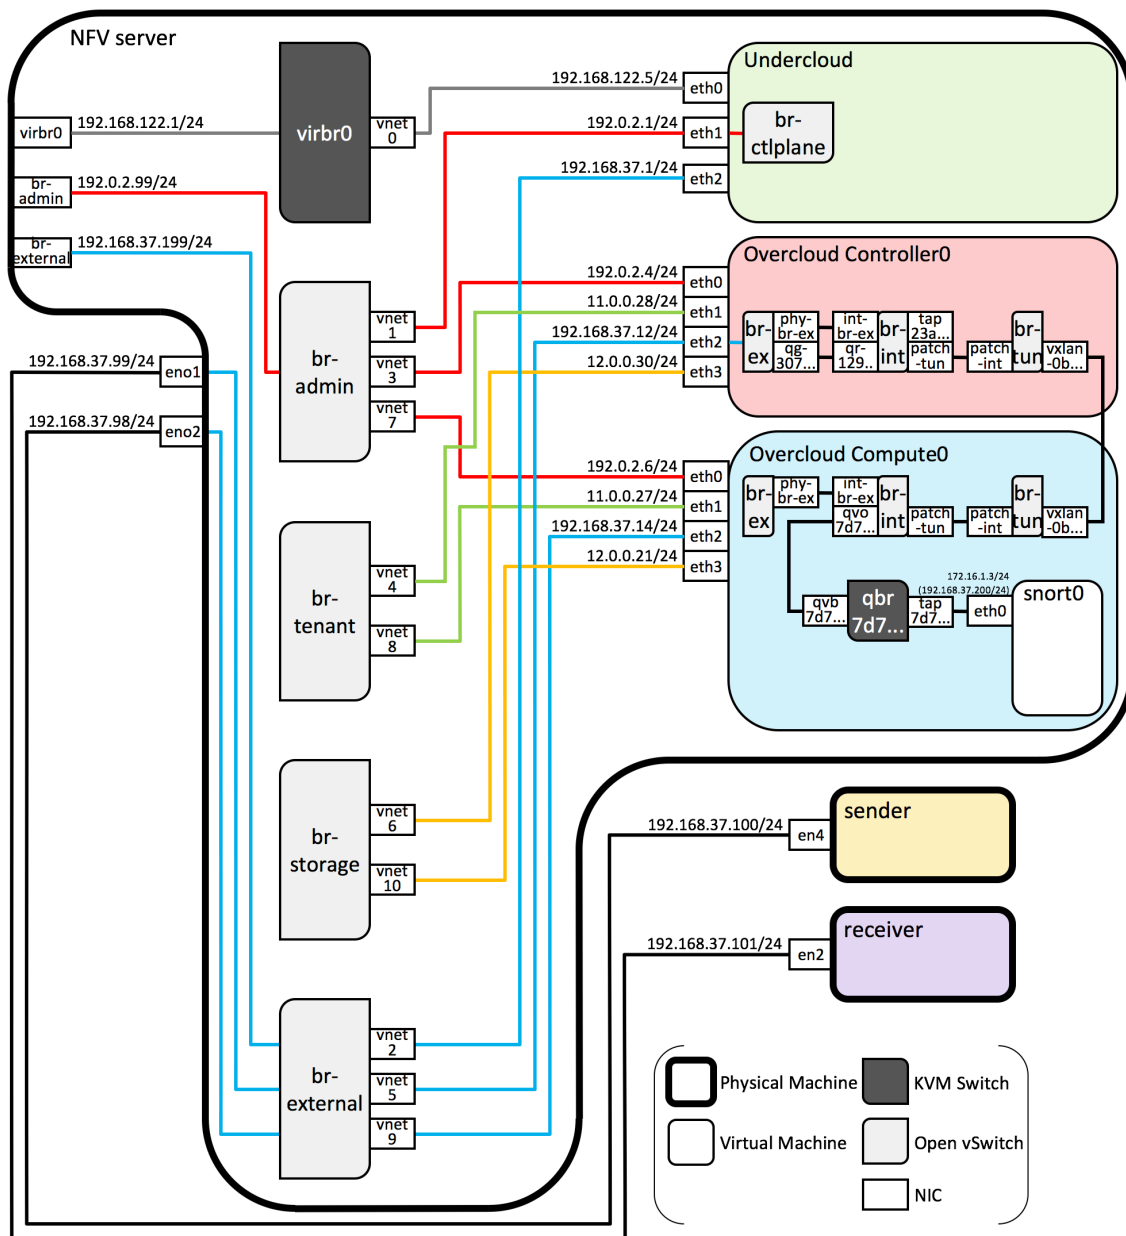 NFV server
virbr0
192.168.122.1/24
br-
admin
192.0.2.99/24
br-
external
192.168.37.199/24
192.168.37.99/24
eno1
192.168.37.98/24
eno2
virbr0
vnet
0
br-
admin
vnet
1
vnet
3
vnet
7
br-
tenant
vnet
4
vnet
8
br-
storage
vnet
6
vnet
10
br-
external
vnet
2
vnet
5
vnet
9
Undercloud
192.168.122.5/24
eth0
192.0.2.1/24
eth1
192.168.37.1/24
eth2
br-
ctlplane
Overcloud Controller0
192.0.2.4/24
eth0
11.0.0.28/24
eth1
192.168.37.12/24
eth2
12.0.0.30/24
eth3
br-
ex
phy-
br-ex
qg-
307...
int-
br-ex
qr-
129..
br-
int
tap
23a...
patch
-tun
patch
-int
br-
tun
vxlan
-0b...
Overcloud Compute0
192.0.2.6/24
eth0
11.0.0.27/24
eth1
192.168.37.14/24
eth2
12.0.0.21/24
eth3
br-
ex
phy-
br-ex
int-
br-ex
qvo
7d7...
br-
int
patch
-tun
patch
-int
br-
tun
vxlan
-0b...
qvb
7d7...
qbr
7d7...
tap
7d7...
172.16.1.3/24
(192.168.37.200/24)
eth0
snort0
192.168.37.100/24
en4
sender
192.168.37.101/24
en2
receiver
Physical Machine
KVM Switch
Virtual Machine
Open vSwitch
NIC